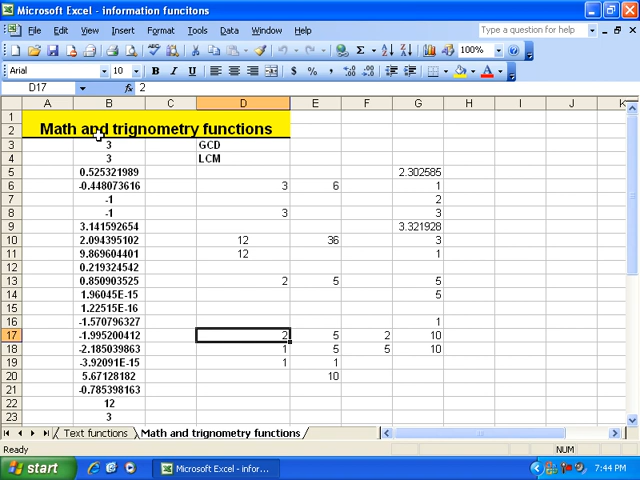 Microsoft Excel - information funcitons
File Edit View Insert Format Tools Data Window Help Type a question for help
100%
Arial 10 B I U $ % ,
D17 2
A B C D E F G H I J K
1
2 Math and trignometry functions
3 3 GCD
4 3 LCM
5 0.525321989 2.302585
6 -0.448073616 3 6 1
7 -1 2
8 -1 3 3
9 3.141592654 3.321928
10 2.094395102 12 36 3
11 9.869604401 12 1
12 0.219324542
13 0.850903525 2 5 5
14 1.96045E-15 5
15 1.22515E-16
16 -1.570796327 1
17 -1.995200412 2 5 2 10
18 -2.185039863 1 5 5 10
19 -3.92091E-15 1 1
20 5.67128182 10
21 -0.785398163
22 12
23 3
Text functions Math and trignometry functions
Ready NUM
start Microsoft Excel - infor... 7:44 PM